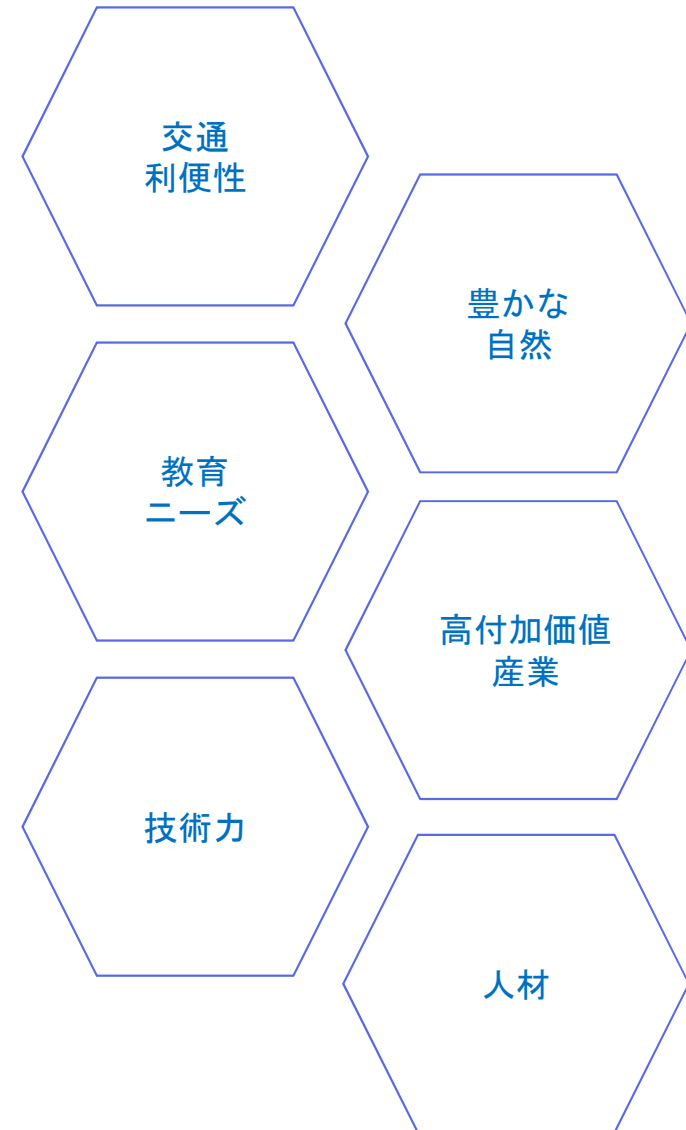 交通
利便性
豊かな
自然
教育
ニーズ
高付加価値
産業
技術力
人材